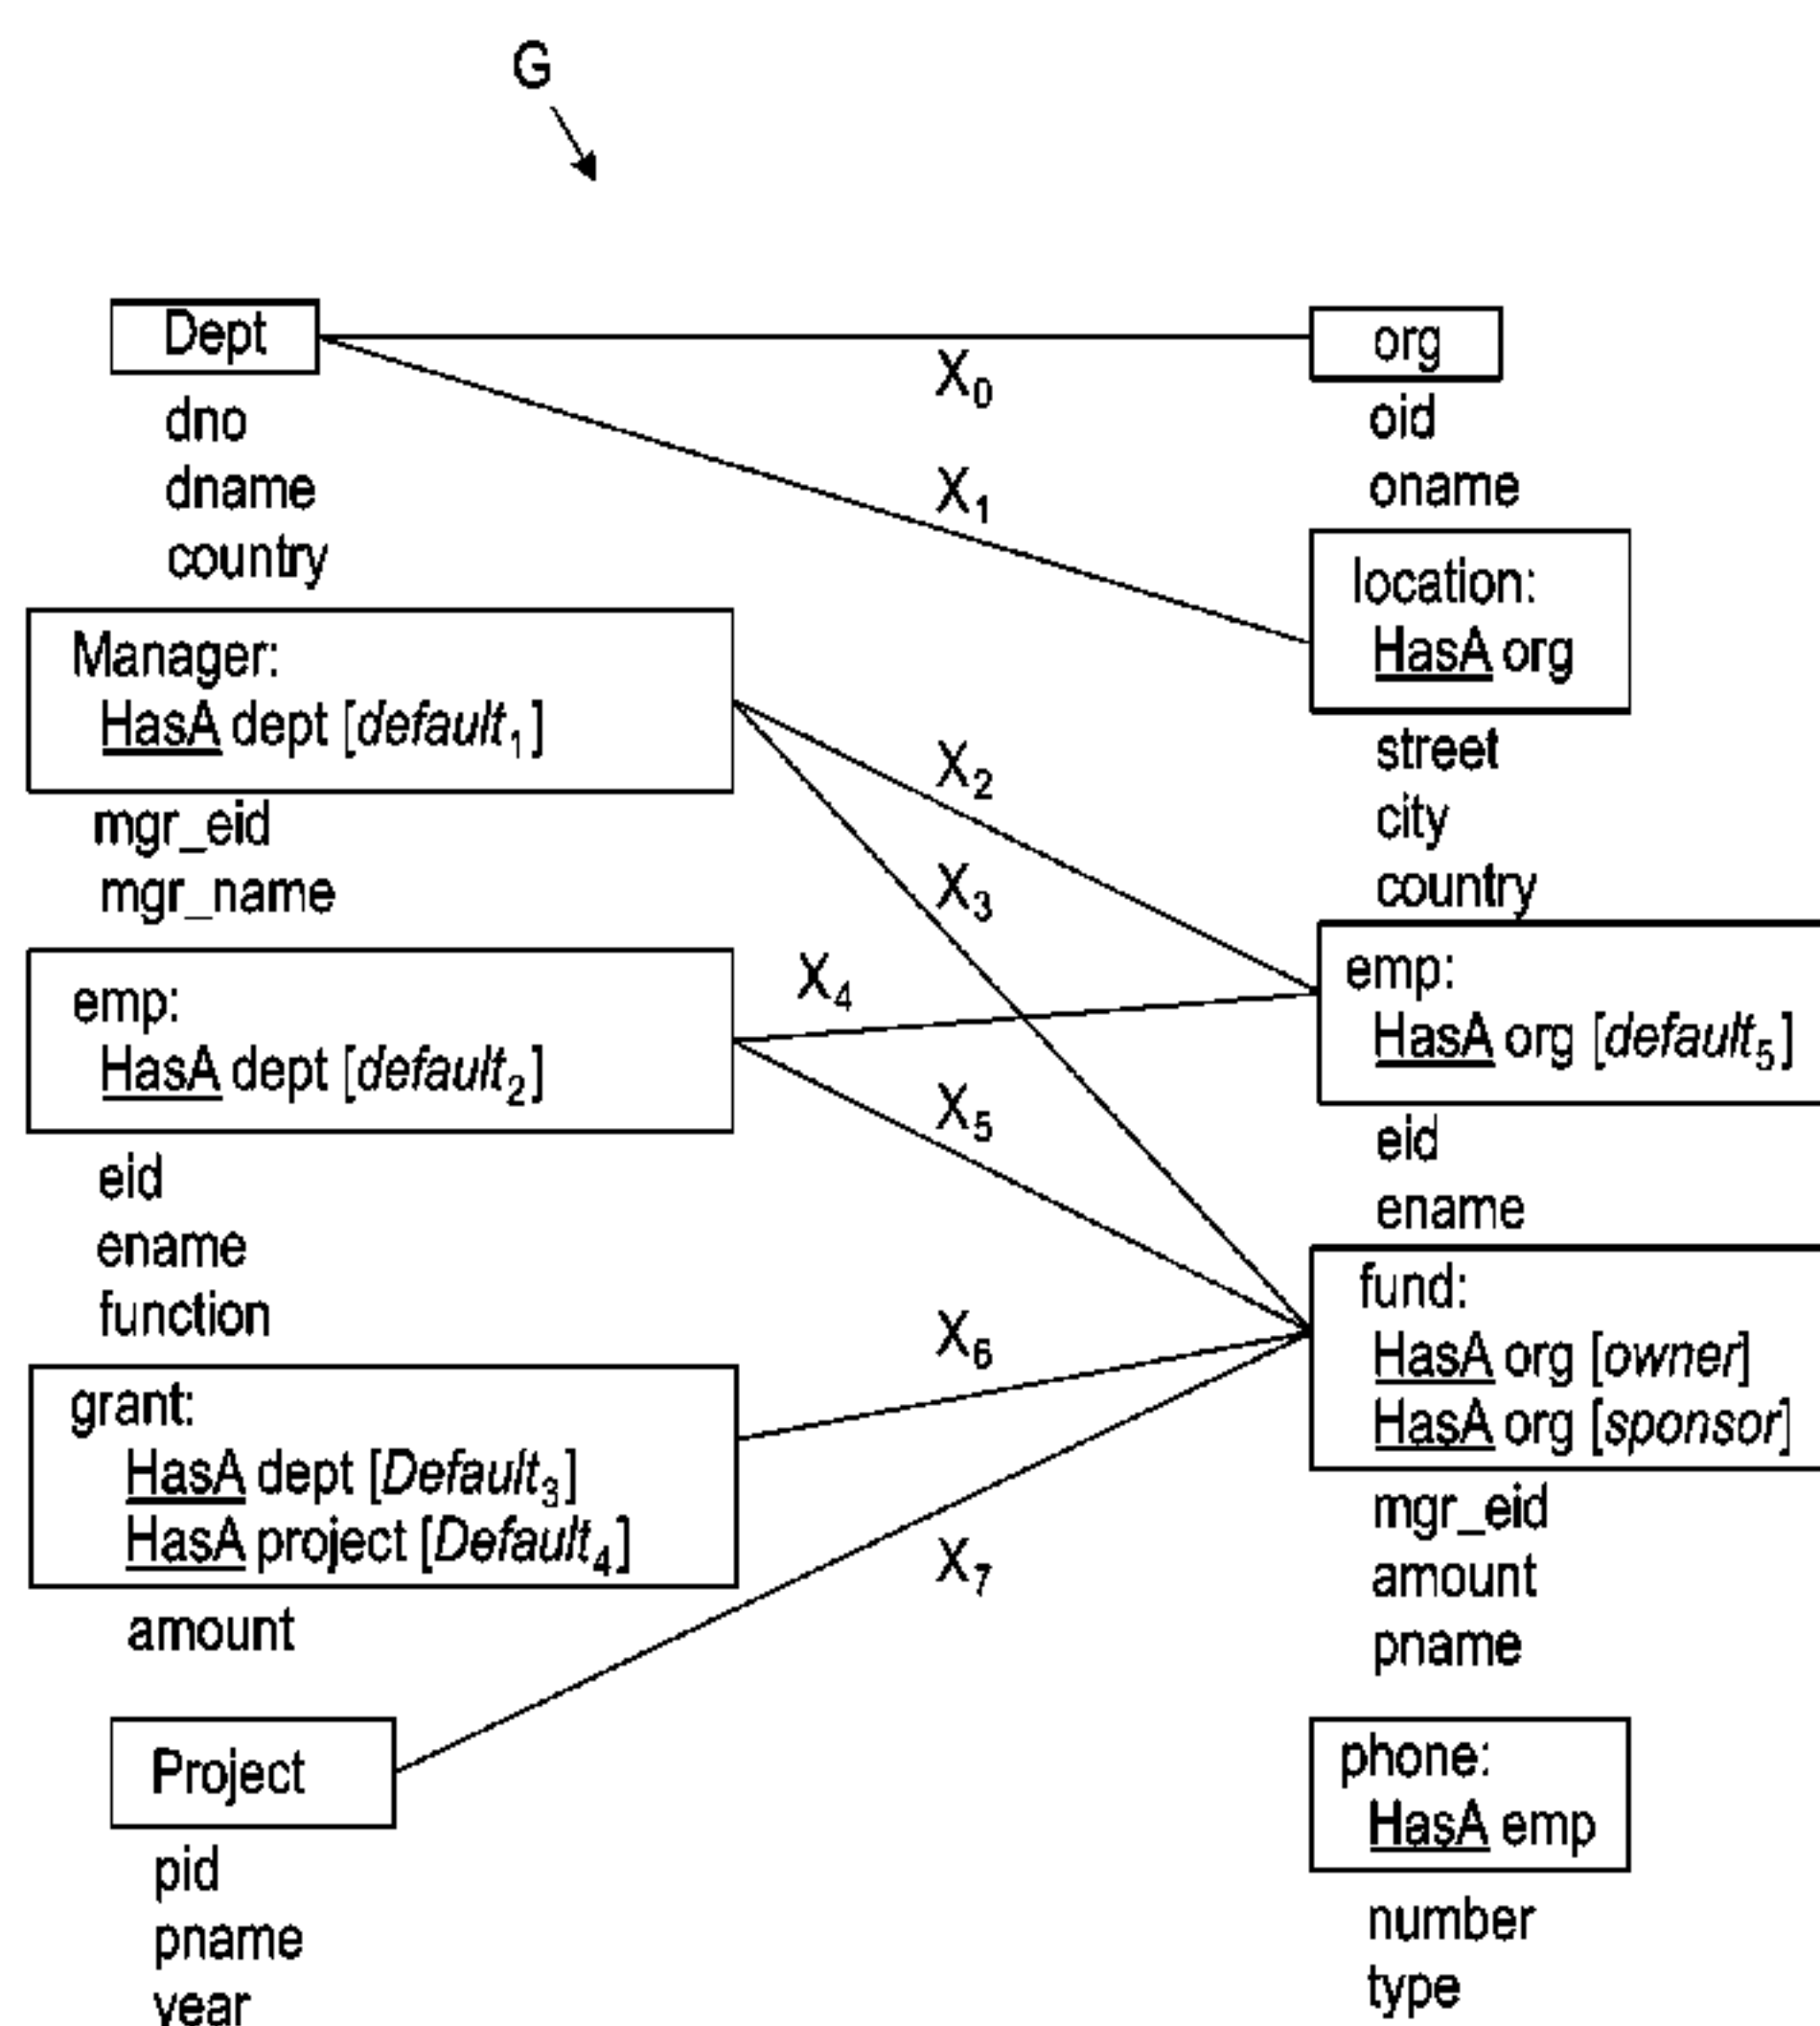 G
Dept
dno
dname
country
Manager:
HasA dept [default₁]
mgr_eid
mgr_name
emp:
HasA dept [default₂]
eid
ename
function
grant:
HasA dept [Default₃]
HasA project [Default₄]
amount
Project
pid
pname
year
X₀
X₁
X₂
X₃
X₄
X₅
X₆
X₇
org
oid
oname
location:
HasA org
street
city
country
emp:
HasA org [default₅]
eid
ename
fund:
HasA org [owner]
HasA org [sponsor]
mgr_eid
amount
pname
phone:
HasA emp
number
type